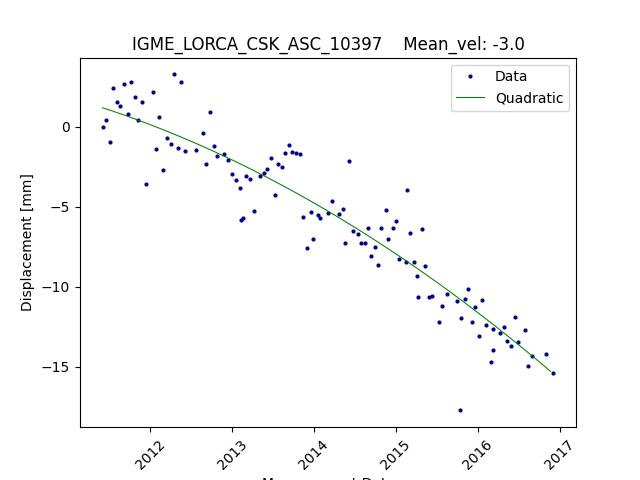 IGME_LORCA_CSK_ASC_10397    Mean_vel: -3.0
Data
Quadratic
Displacement [mm]
0
−5
−10
−15
2012
2013
2014
2015
2016
2017